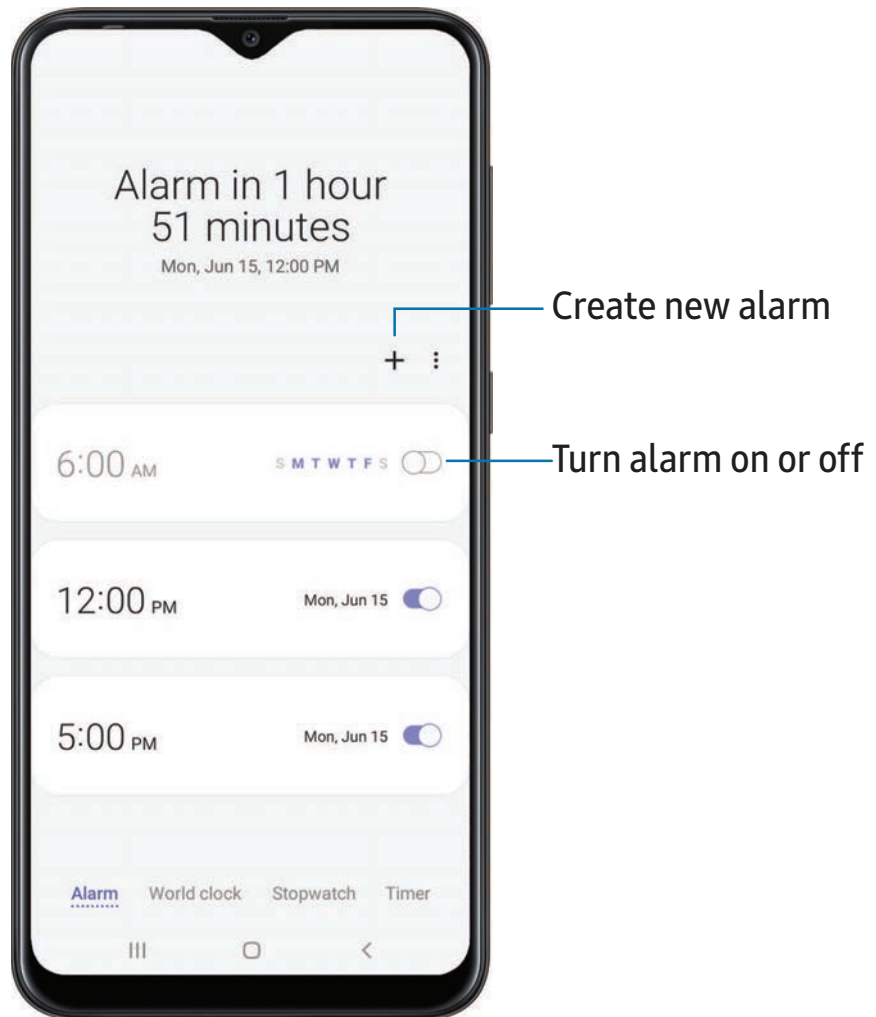 Alarm in 1 hour
51 minutes
Mon, Jun 15, 12:00 PM
Create new alarm
6:00 AM S M T W T F S
Turn alarm on or off
12:00 PM Mon, Jun 15
5:00 PM Mon, Jun 15
Alarm World clock Stopwatch Timer